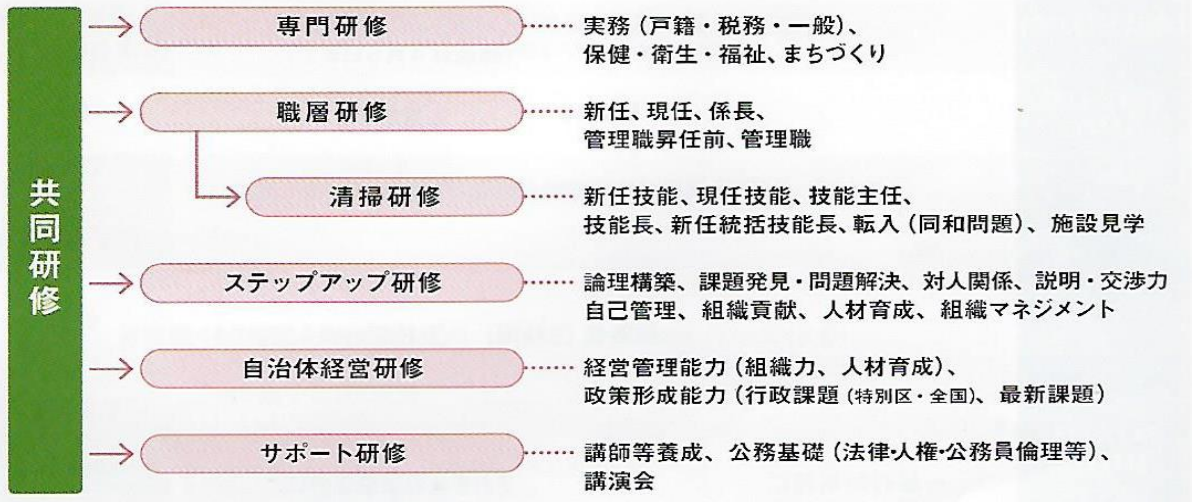 共同研修
専門研修
実務（戸籍・税務・一般）、
保健・衛生・福祉、まちづくり
職層研修
新任、現任、係長、
管理職昇任前、管理職
清掃研修
新任技能、現任技能、技能主任、
技能長、新任統括技能長、転入（同和問題）、施設見学
ステップアップ研修
論理構築、課題発見・問題解決、対人関係、説明・交渉力
自己管理、組織貢献、人材育成、組織マネジメント
自治体経営研修
経営管理能力（組織力、人材育成）、
政策形成能力（行政課題（特別区・全国）、最新課題）
サポート研修
講師等養成、公務基礎（法律・人権・公務員倫理等）、
講演会